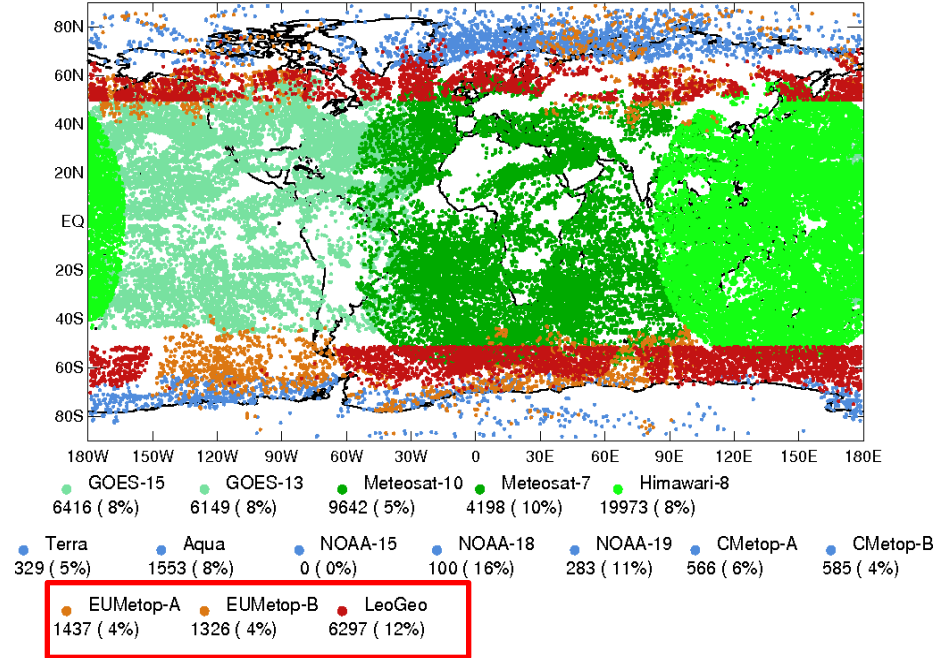 80N
60N
40N
20N
EQ
20S
40S
60S
80S
180W 150W 120W 90W 60W 30W 0 30E 60E 90E 120E 150E 180E
GOES-15 GOES-13 Meteosat-10 Meteosat-7 Himawari-8
6416 ( 8%) 6149 ( 8%) 9642 ( 5%) 4198 ( 10%) 19973 ( 8%)
Terra Aqua NOAA-15 NOAA-18 NOAA-19 CMetop-A CMetop-B
329 ( 5%) 1553 ( 8%) 0 ( 0%) 100 ( 16%) 283 ( 11%) 566 ( 6%) 585 ( 4%)
EUMetop-A EUMetop-B LeoGeo
1437 ( 4%) 1326 ( 4%) 6297 ( 12%)